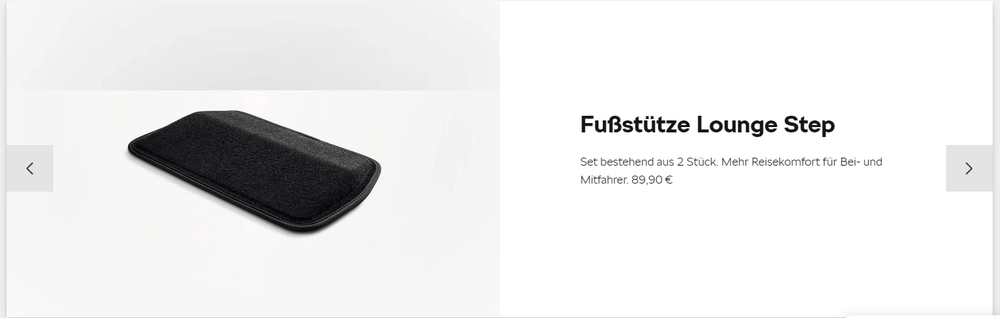 Fußstütze Lounge Step
Set bestehend aus 2 Stück. Mehr Reisekomfort für Bei- und
Mitfahrer. 89,90 €